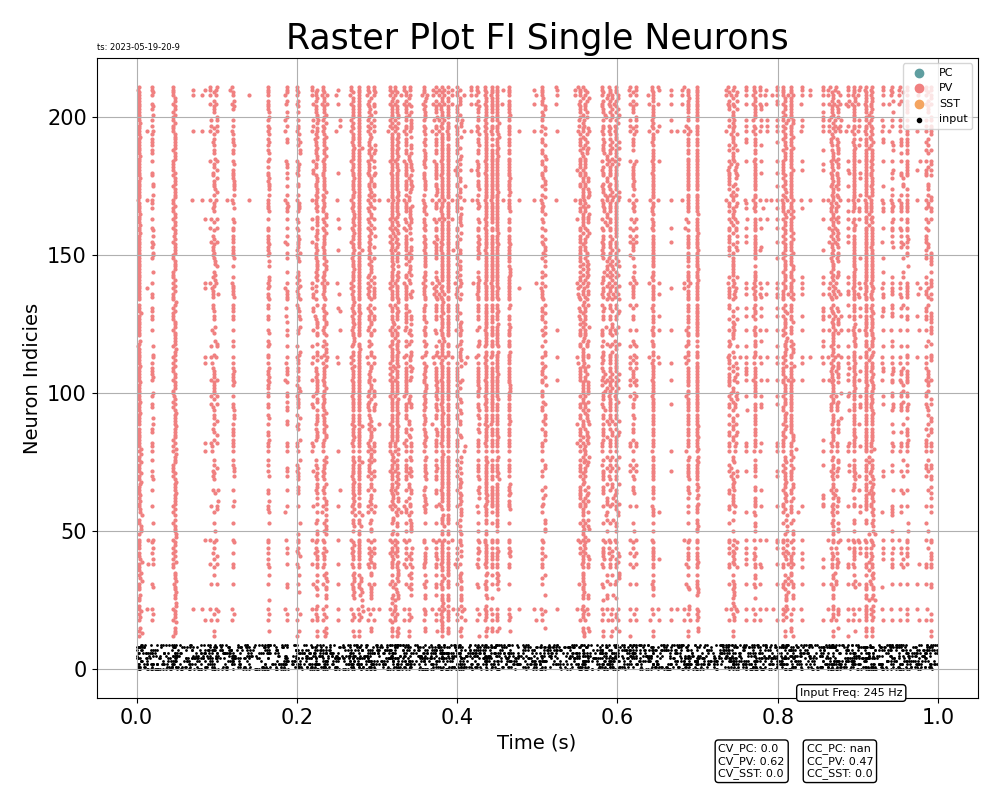 Raster Plot FI Single Neurons
ts: 2023-05-19-20-9
PC
PV
SST
input
200
150
100
50
0
Neuron Indicies
0.0 0.2 0.4 0.6 0.8 1.0
Time (s)
Input Freq: 245 Hz
CV_PC: 0.0
CV_PV: 0.62
CV_SST: 0.0
CC_PC: nan
CC_PV: 0.47
CC_SST: 0.0